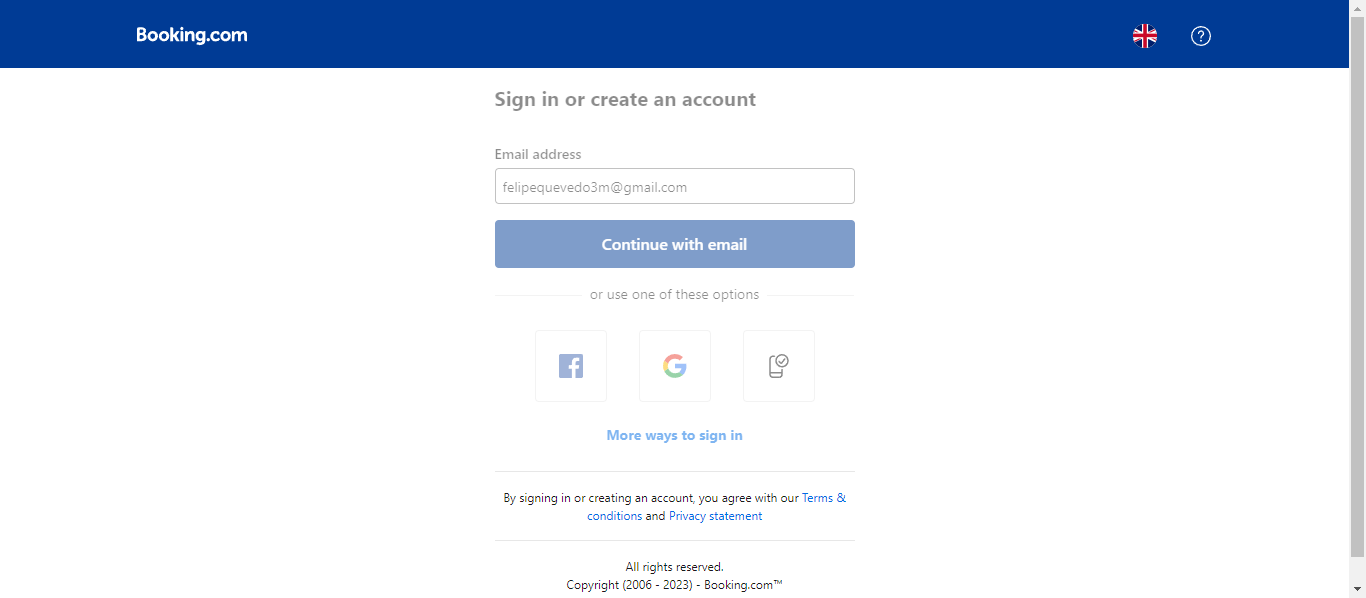 Booking.com
Sign in or create an account
Email address
felipequevedo3m@gmail.com
Continue with email
or use one of these options
More ways to sign in
By signing in or creating an account, you agree with our Terms &
conditions and Privacy statement
All rights reserved.
Copyright (2006 - 2023) - Booking.com™